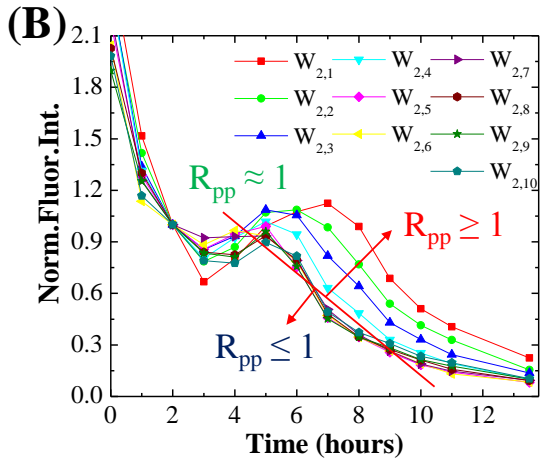 (B)
2.1
1.8
1.5
1.2
0.9
0.6
0.3
0.0
Norm.Fluor.Int.
W2,1
W2,2
W2,3
W2,4
W2,5
W2,6
W2,7
W2,8
W2,9
W2,10
Rpp ≈ 1
Rpp ≥ 1
Rpp ≤ 1
0 2 4 6 8 10 12
Time (hours)